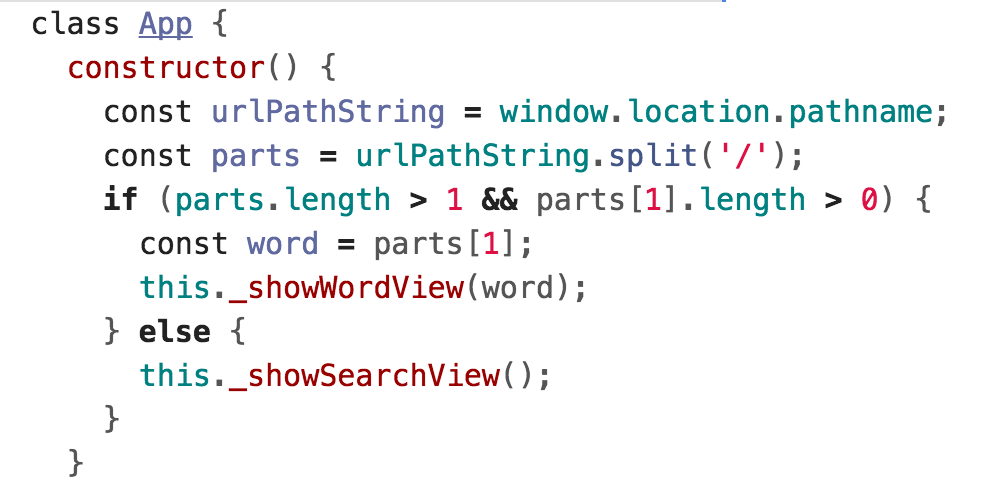 class App {
  constructor() {
    const urlPathString = window.location.pathname;
    const parts = urlPathString.split('/');
    if (parts.length > 1 && parts[1].length > 0) {
      const word = parts[1];
      this._showWordView(word);
    } else {
      this._showSearchView();
    }
  }